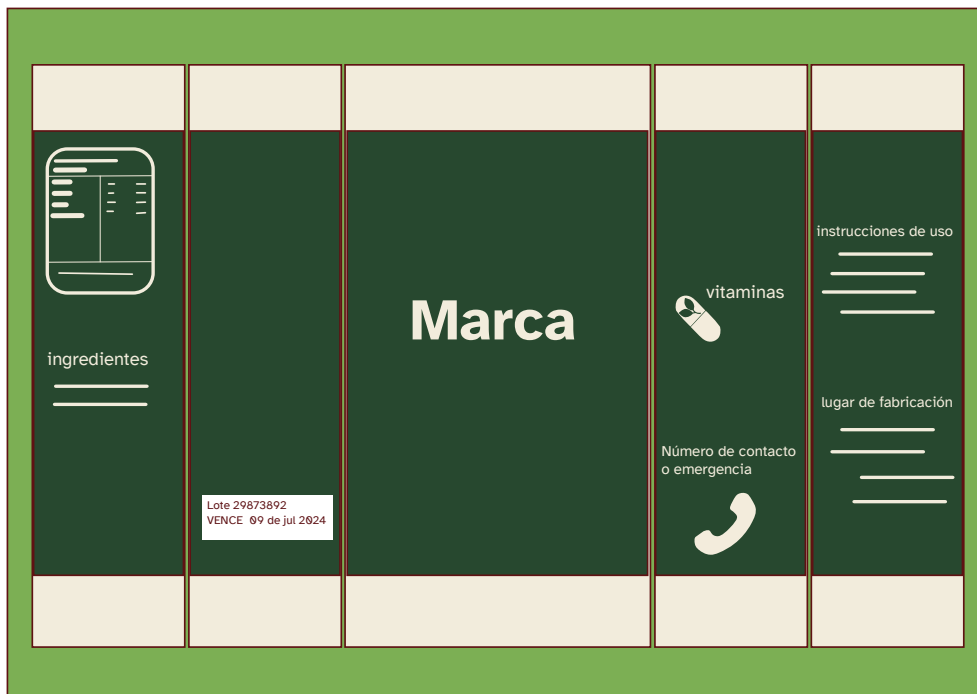 ingredientes
Lote 29873892
VENCE 09 de jul 2024
Marca
vitaminas
Número de contacto
o emergencia
instrucciones de uso
lugar de fabricación